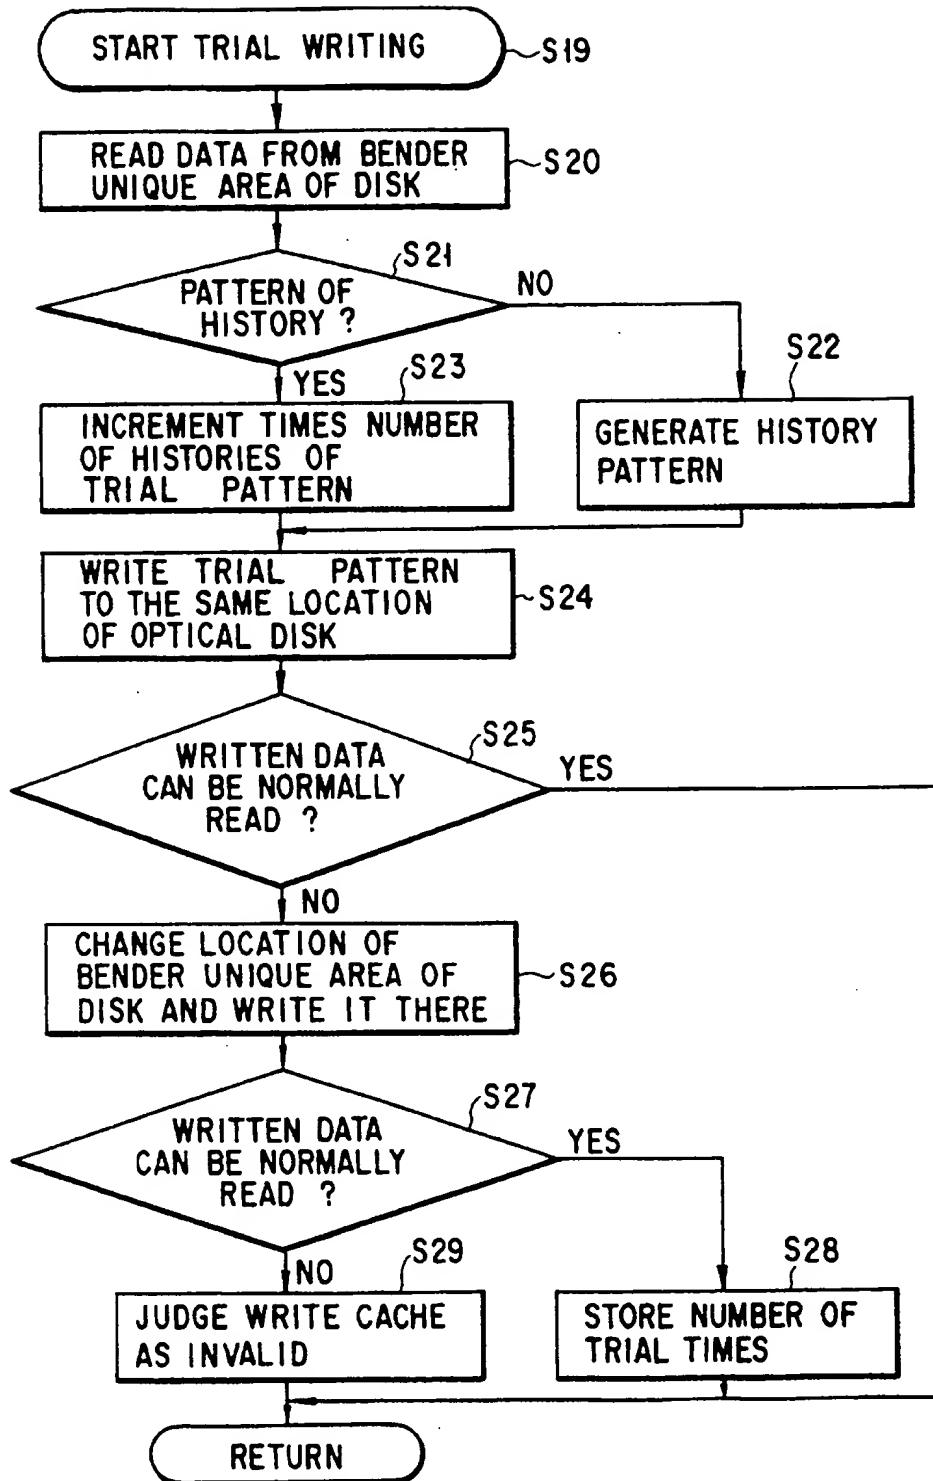 START TRIAL WRITING
S19
READ DATA FROM BENDER
UNIQUE AREA OF DISK
S20
S21
PATTERN OF
HISTORY ?
NO
YES
S23
S22
INCREMENT TIMES NUMBER
OF HISTORIES OF
TRIAL PATTERN
GENERATE HISTORY
PATTERN
WRITE TRIAL PATTERN
TO THE SAME LOCATION
OF OPTICAL DISK
S24
S25
WRITTEN DATA
CAN BE NORMALLY
READ ?
YES
NO
CHANGE LOCATION OF
BENDER UNIQUE AREA OF
DISK AND WRITE IT THERE
S26
S27
WRITTEN DATA
CAN BE NORMALLY
READ ?
YES
NO
S29
S28
JUDGE WRITE CACHE
AS INVALID
STORE NUMBER OF
TRIAL TIMES
RETURN